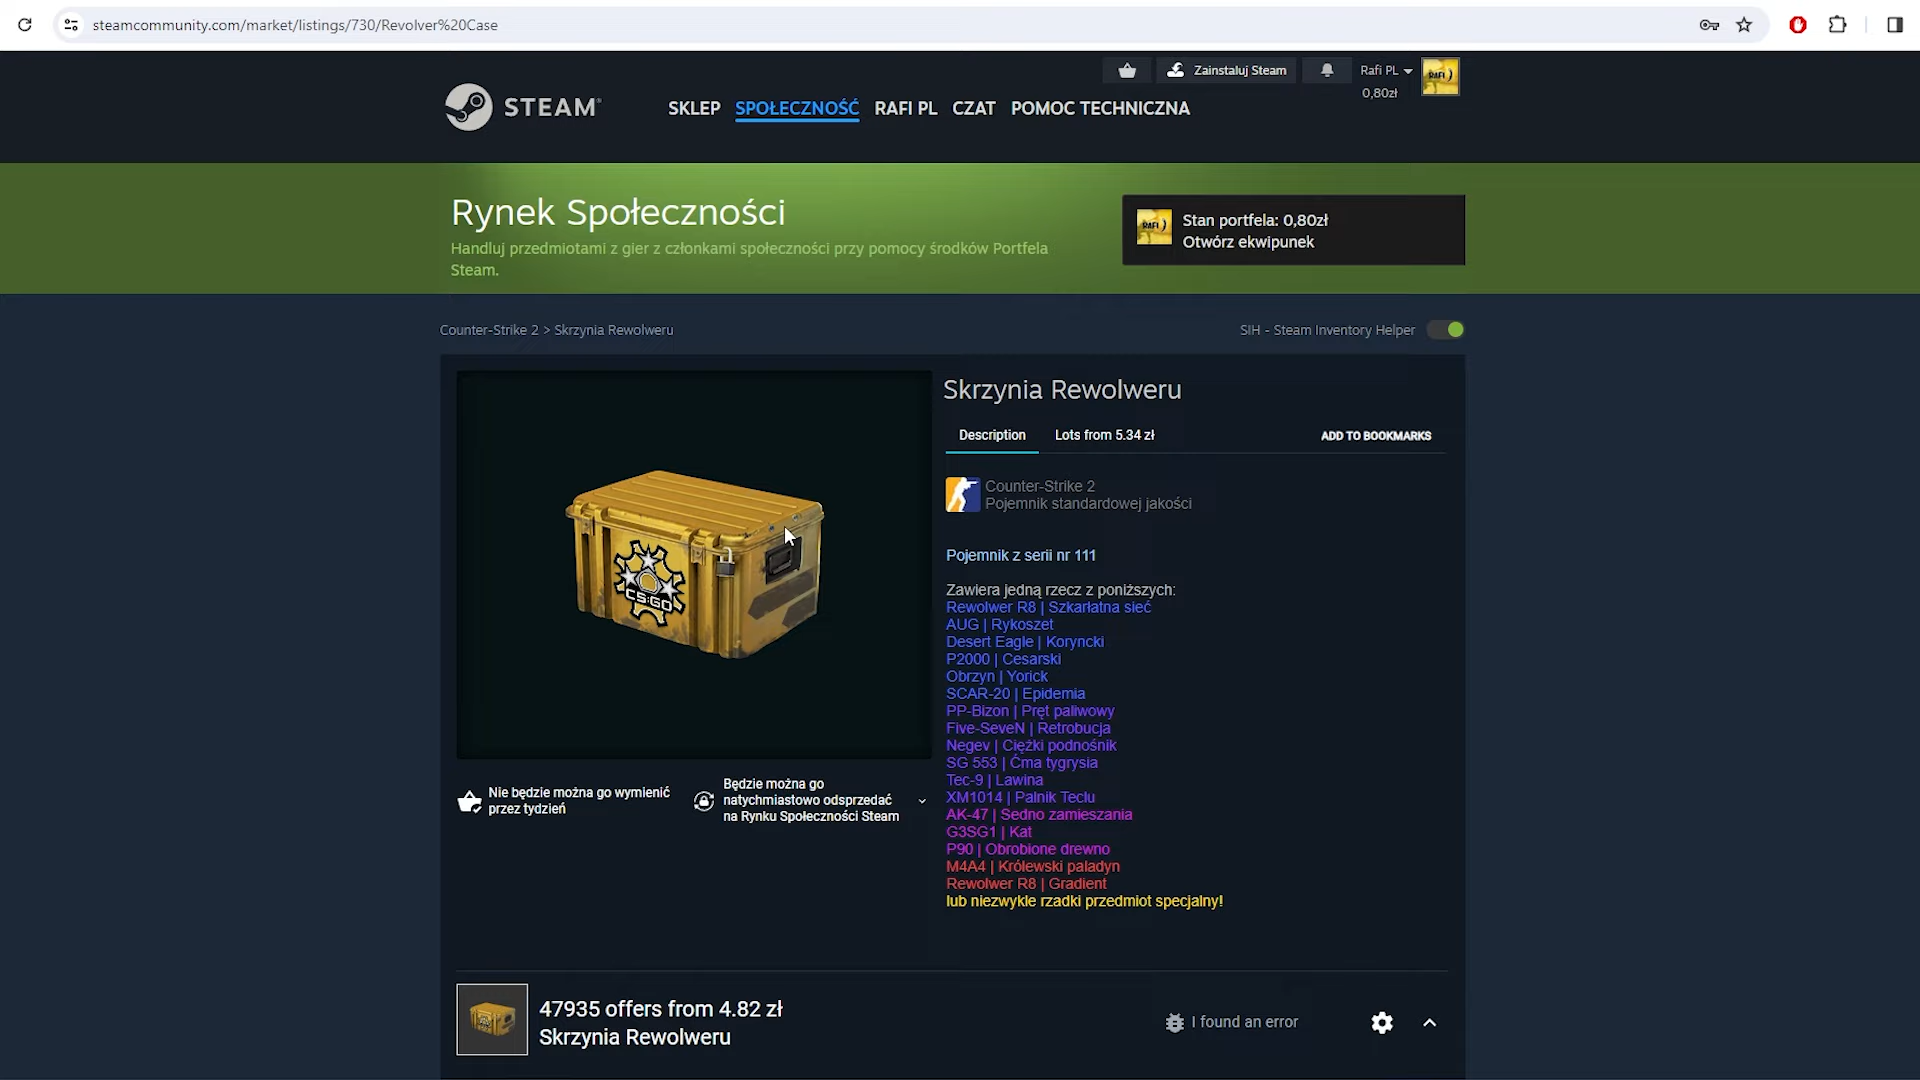 steamcommunity.com/market/listings/730/Revolver%20Case
Zainstaluj Steam
Rafi PL
0,80zł
RAFI )
STEAM®
SKLEP SPOŁECZNOŚĆ RAFI PL CZAT POMOC TECHNICZNA
Rynek Społeczności
Handluj przedmiotami z gier z członkami społeczności przy pomocy środków Portfela
Steam.
RAFI )
Stan portfela: 0,80zł
Otwórz ekwipunek
Counter-Strike 2 > Skrzynia Rewolweru
SIH - Steam Inventory Helper
Skrzynia Rewolweru
Description Lots from 5.34 zł ADD TO BOOKMARKS
Counter-Strike 2
Pojemnik standardowej jakości
CS:GO
Pojemnik z serii nr 111
Zawiera jedną rzecz z poniższych:
Rewolwer R8 | Szkarłatna sieć
AUG | Rykoszet
Desert Eagle | Koryncki
P2000 | Cesarski
Obrzyn | Yorick
SCAR-20 | Epidemia
PP-Bizon | Pręt paliwowy
Five-SeveN | Retrobucja
Negev | Ciężki podnośnik
SG 553 | Ćma tygrysia
Tec-9 | Lawina
XM1014 | Palnik Teclu
AK-47 | Sedno zamieszania
G3SG1 | Kat
P90 | Obrobione drewno
M4A4 | Królewski paladyn
Rewolwer R8 | Gradient
lub niezwykle rzadki przedmiot specjalny!
Nie będzie można go wymienić
przez tydzień
Będzie można go
natychmiastowo odsprzedać
na Rynku Społeczności Steam
47935 offers from 4.82 zł
Skrzynia Rewolweru
I found an error